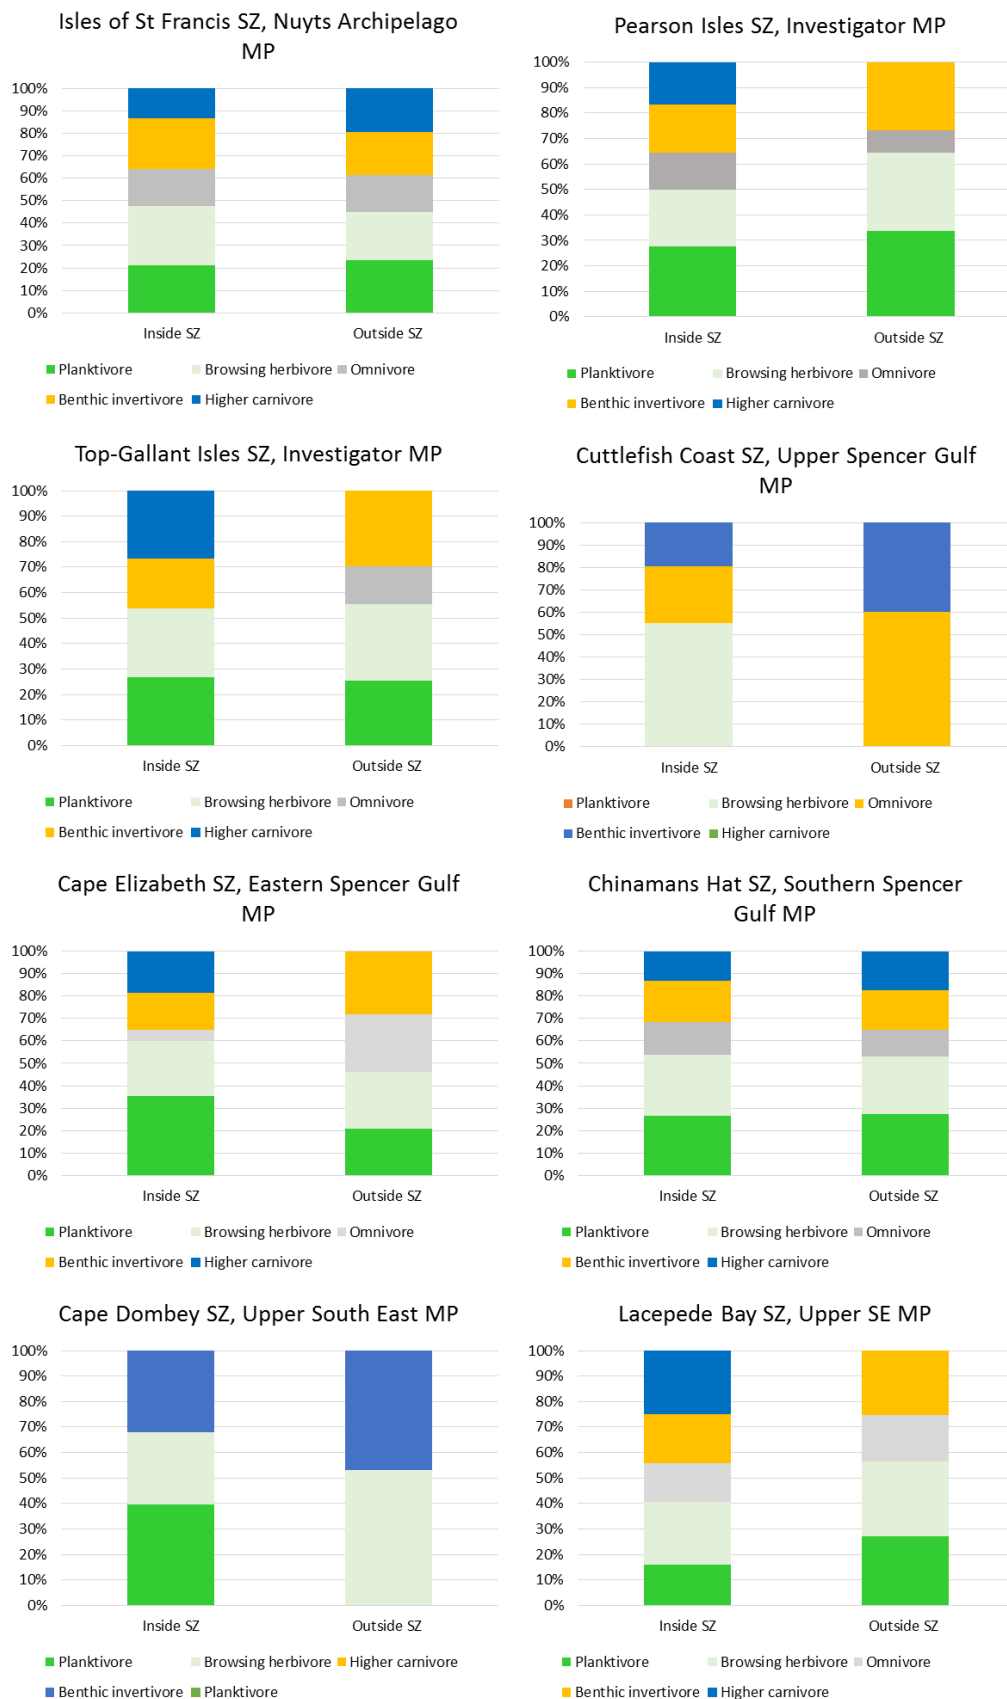 Isles of St Francis SZ, Nuyts Archipelago
MP
100%
90%
80%
70%
60%
50%
40%
30%
20%
10%
0%
Inside SZ Outside SZ
Planktivore Browsing herbivore Omnivore
Benthic invertivore Higher carnivore
Pearson Isles SZ, Investigator MP
100%
90%
80%
70%
60%
50%
40%
30%
20%
10%
0%
Inside SZ Outside SZ
Planktivore Browsing herbivore Omnivore
Benthic invertivore Higher carnivore
Top-Gallant Isles SZ, Investigator MP
100%
90%
80%
70%
60%
50%
40%
30%
20%
10%
0%
Inside SZ Outside SZ
Planktivore Browsing herbivore Omnivore
Benthic invertivore Higher carnivore
Cuttlefish Coast SZ, Upper Spencer Gulf
MP
100%
90%
80%
70%
60%
50%
40%
30%
20%
10%
0%
Inside SZ Outside SZ
Planktivore Browsing herbivore Omnivore
Benthic invertivore Higher carnivore
Cape Elizabeth SZ, Eastern Spencer Gulf
MP
100%
90%
80%
70%
60%
50%
40%
30%
20%
10%
0%
Inside SZ Outside SZ
Planktivore Browsing herbivore Omnivore
Benthic invertivore Higher carnivore
Chinamans Hat SZ, Southern Spencer
Gulf MP
100%
90%
80%
70%
60%
50%
40%
30%
20%
10%
0%
Inside SZ Outside SZ
Planktivore Browsing herbivore Omnivore
Benthic invertivore Higher carnivore
Cape Dombey SZ, Upper South East MP
100%
90%
80%
70%
60%
50%
40%
30%
20%
10%
0%
Inside SZ Outside SZ
Planktivore Browsing herbivore Higher carnivore
Benthic invertivore Planktivore
Lacepede Bay SZ, Upper SE MP
100%
90%
80%
70%
60%
50%
40%
30%
20%
10%
0%
Inside SZ Outside SZ
Planktivore Browsing herbivore Omnivore
Benthic invertivore Higher carnivore